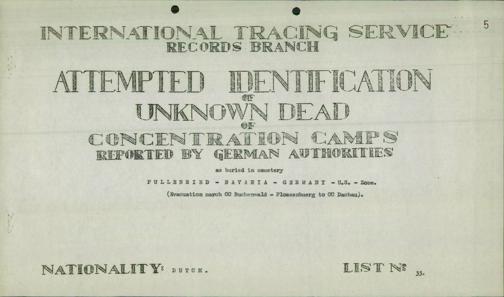 5
INTERNATIONAL TRACING SERVICE
RECORDS BRANCH
ATTEMPTED IDENTIFICATION
OF
UNKNOWN DEAD
OF
CONCENTRATION CAMPS
REPORTED BY GERMAN AUTHORITIES
as buried in cemetery
PULLENRIED - BAVARIA - GERMANY - U.S. - Zone.
(Evacuation march CC Buchenwald - Flossenbuerg to CC Dachau).
NATIONALITY: DUTCH.
LIST No 33.